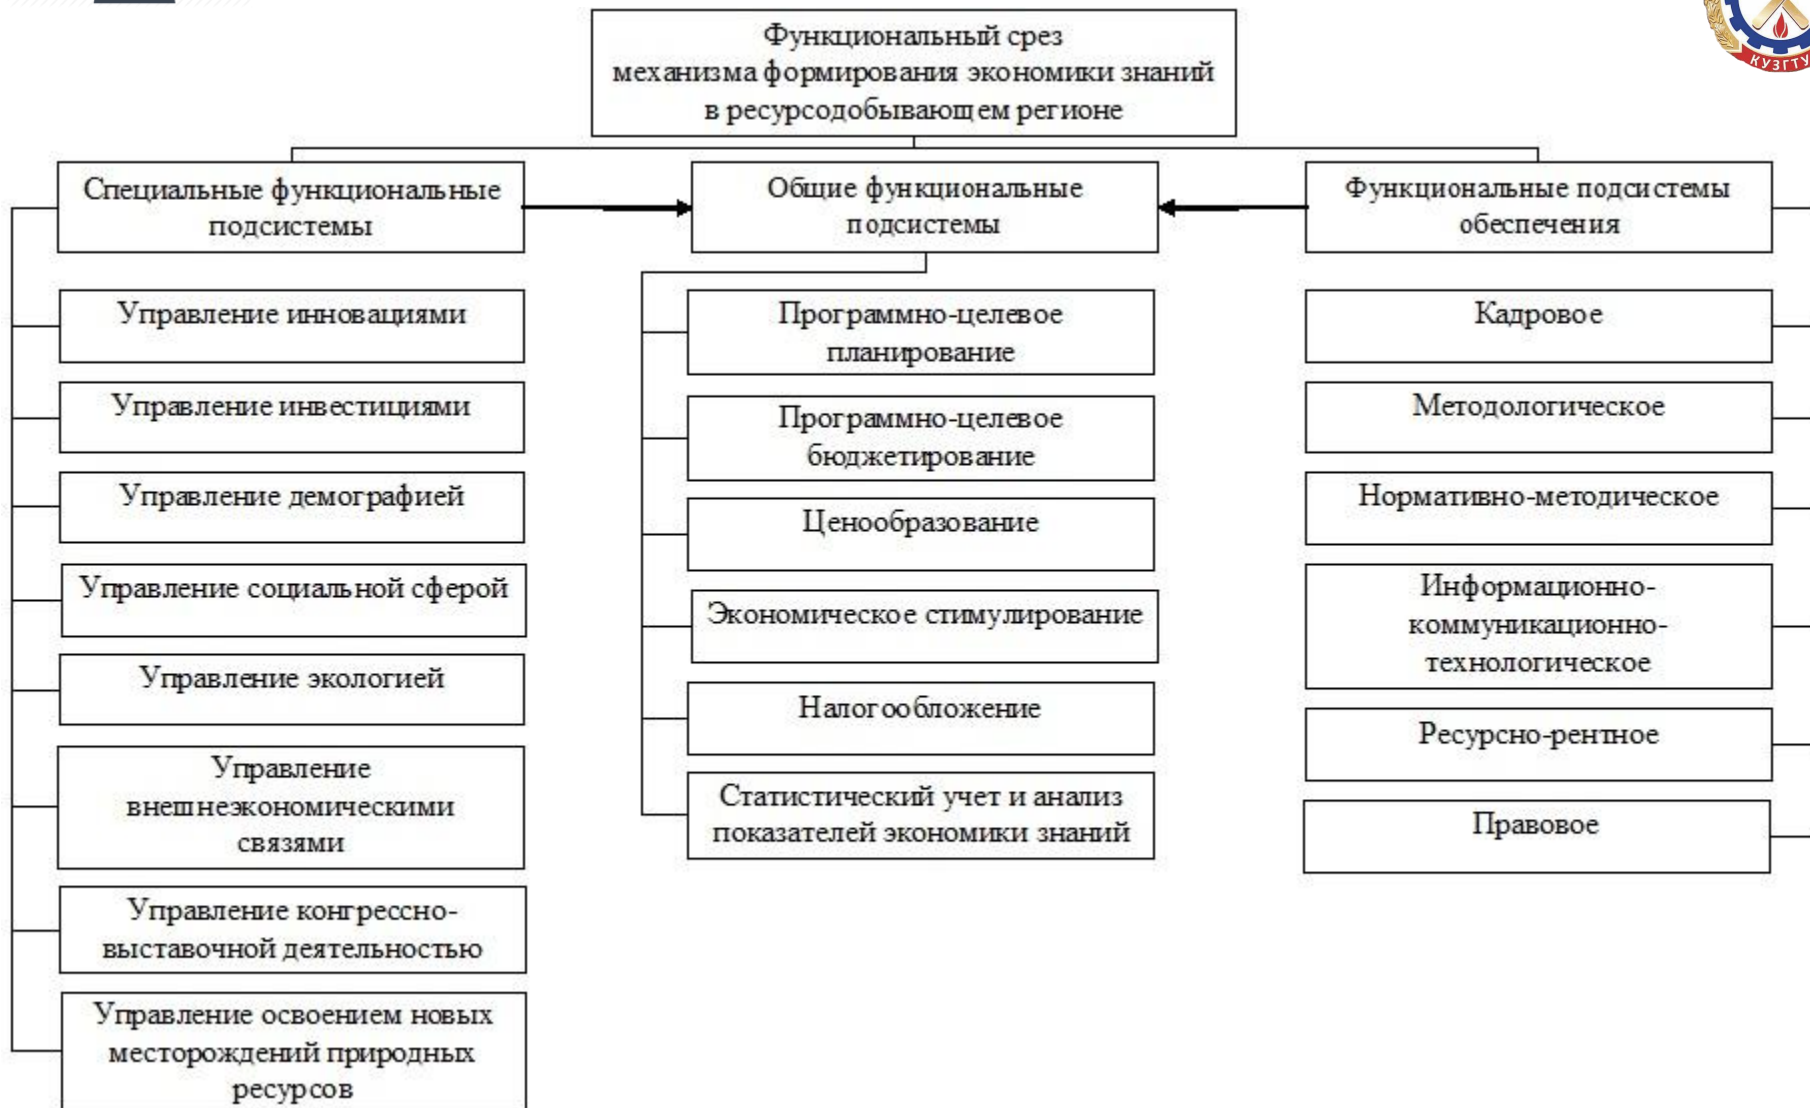 Функциональный срез
механизма формирования экономики знаний
в ресурсодобывающем регионе
КУЗГТУ
Специальные функциональные
подсистемы
Управление инновациями
Управление инвестициями
Управление демографией
Управление социальной сферой
Управление экологией
Управление
внешнеэкономическими
связями
Управление конгрессно-
выставочной деятельностью
Управление освоением новых
месторождений природных
ресурсов
Общие функциональные
подсистемы
Программно-целевое
планирование
Программно-целевое
бюджетирование
Ценообразование
Экономическое стимулирование
Налогообложение
Статистический учет и анализ
показателей экономики знаний
Функциональные подсистемы
обеспечения
Кадровое
Методологическое
Нормативно-методическое
Информационно-
коммуникационно-
технологическое
Ресурсно-рентное
Правовое